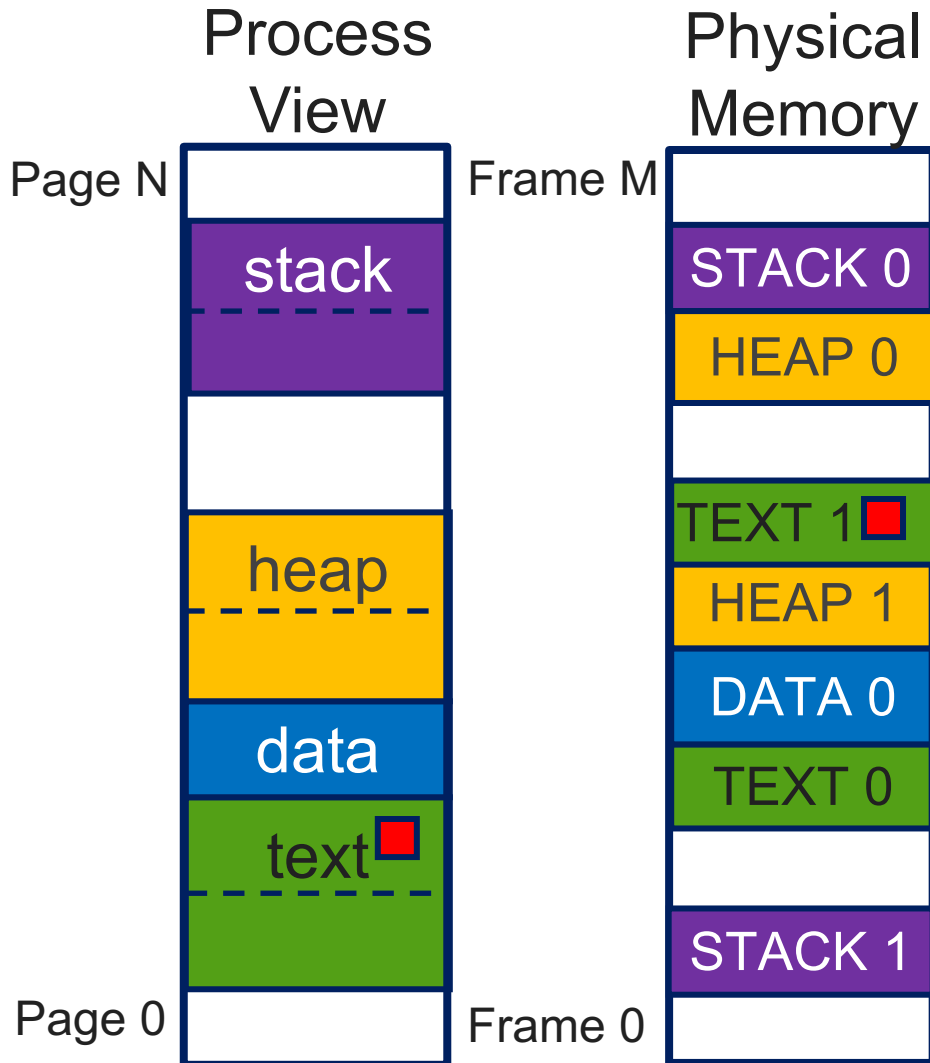 Process
View
Page N
stack
heap
data
text
Page 0
Physical
Memory
Frame M
STACK 0
HEAP 0
TEXT 1
HEAP 1
DATA 0
TEXT 0
STACK 1
Frame 0